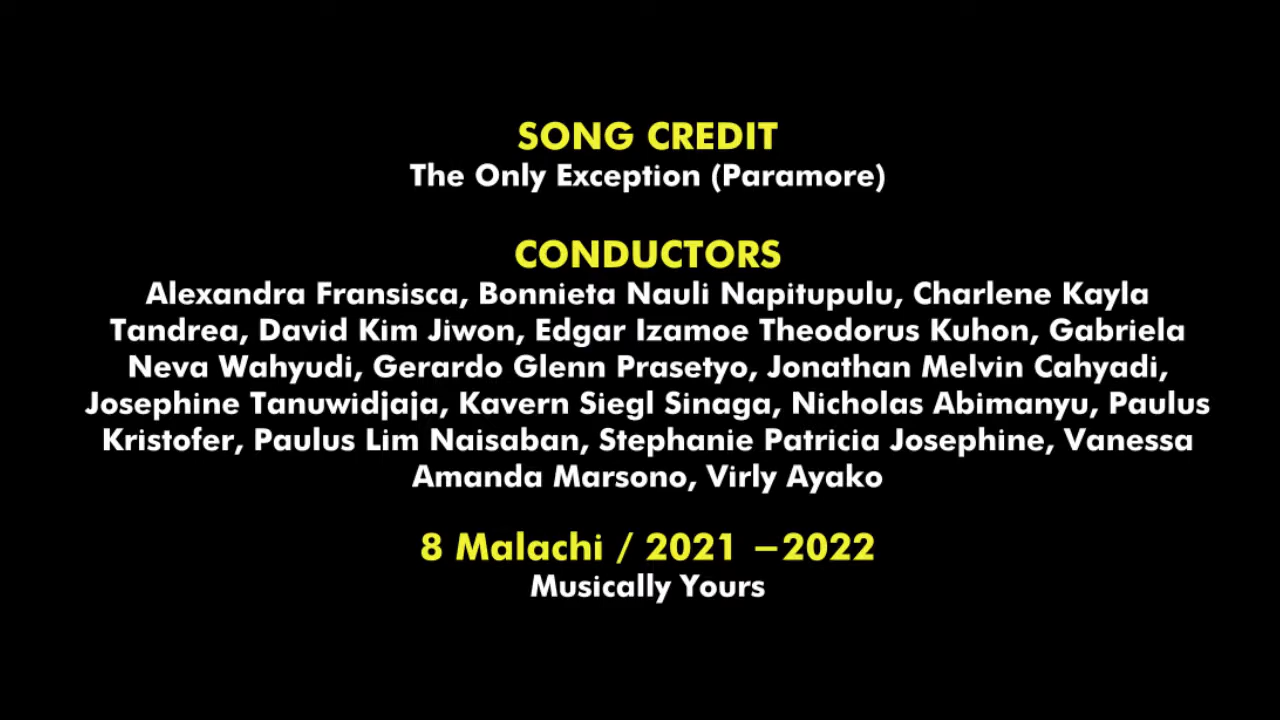 SONG CREDIT
The Only Exception (Paramore)
CONDUCTORS
Alexandra Fransisca, Bonnieta Nauli Napitupulu, Charlene Kayla
Tandrea, David Kim Jiwon, Edgar Izamoe Theodorus Kuhon, Gabriela
Neva Wahyudi, Gerardo Glenn Prasetyo, Jonathan Melvin Cahyadi,
Josephine Tanuwidjaja, Kavern Siegl Sinaga, Nicholas Abimanyu, Paulus
Kristofer, Paulus Lim Naisaban, Stephanie Patricia Josephine, Vanessa
Amanda Marsono, Virly Ayako
8 Malachi / 2021 –2022
Musically Yours